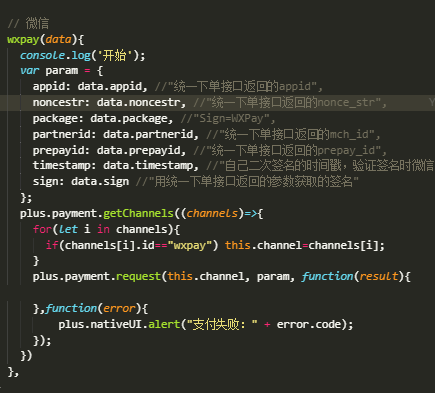 // 微信
wxpay(data){
console.log('开始');
var param = {
appid: data.appid, //"统一下单接口返回的appid",
noncestr: data.noncestr, //"统一下单接口返回的nonce_str",
package: data.package, //"Sign=WXPay",
partnerid: data.partnerid, //"统一下单接口返回的mch_id",
prepayid: data.prepayid, //"统一下单接口返回的prepay_id",
timestamp: data.timestamp, //"自己二次签名的时间戳，验证签名时微信
sign: data.sign //"用统一下单接口返回的参数获取的签名"
};
plus.payment.getChannels((channels)=>{
for(let i in channels){
if(channels[i].id=="wxpay") this.channel=channels[i];
}
plus.payment.request(this.channel, param, function(result){
},function(error){
plus.nativeUI.alert("支付失败：" + error.code);
});
})
},